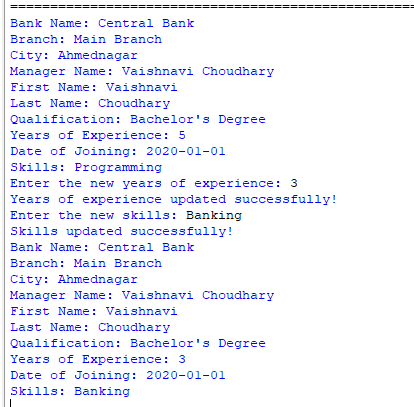 Bank Name: Central Bank
Branch: Main Branch
City: Ahmednagar
Manager Name: Vaishnavi Choudhary
First Name: Vaishnavi
Last Name: Choudhary
Qualification: Bachelor's Degree
Years of Experience: 5
Date of Joining: 2020-01-01
Skills: Programming
Enter the new years of experience: 3
Years of experience updated successfully!
Enter the new skills: Banking
Skills updated successfully!
Bank Name: Central Bank
Branch: Main Branch
City: Ahmednagar
Manager Name: Vaishnavi Choudhary
First Name: Vaishnavi
Last Name: Choudhary
Qualification: Bachelor's Degree
Years of Experience: 3
Date of Joining: 2020-01-01
Skills: Banking